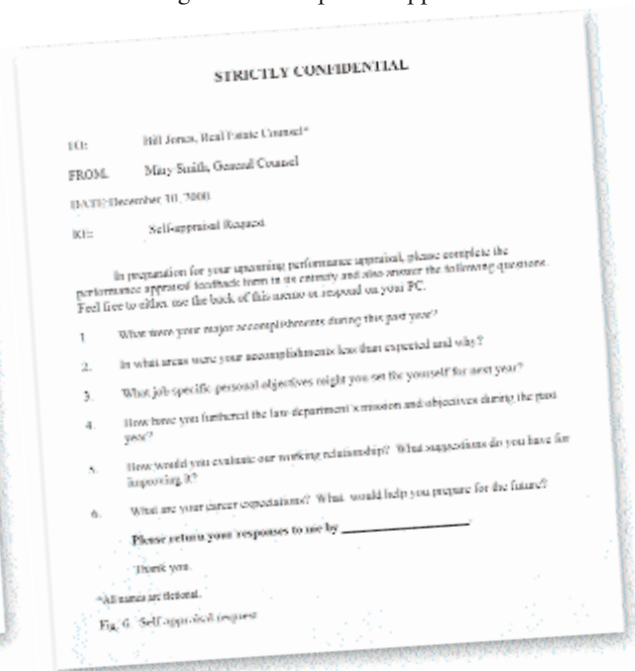 STRICTLY CONFIDENTIAL
TO: Bill Jones, Real Estate Counsel*
FROM: Mary Smith, General Counsel
DATE: December 10, 2000
RE: Self-appraisal Request
In preparation for your upcoming performance appraisal, please complete the
performance appraisal feedback form in its entirety and also answer the following questions.
Feel free to either use the back of this memo or respond on your PC.
1. What were your major accomplishments during this past year?
2. In what areas were your accomplishments less than expected and why?
3. What job-specific personal objectives might you set for yourself for next year?
4. How have you furthered the law department's mission and objectives during the past
year?
5. How would you evaluate our working relationship? What suggestions do you have for
improving it?
6. What are your career expectations? What would help you prepare for the future?
Please return your responses to me by ____________.
Thank you.
*All names are fictional.
Fig. 6 Self-appraisal request